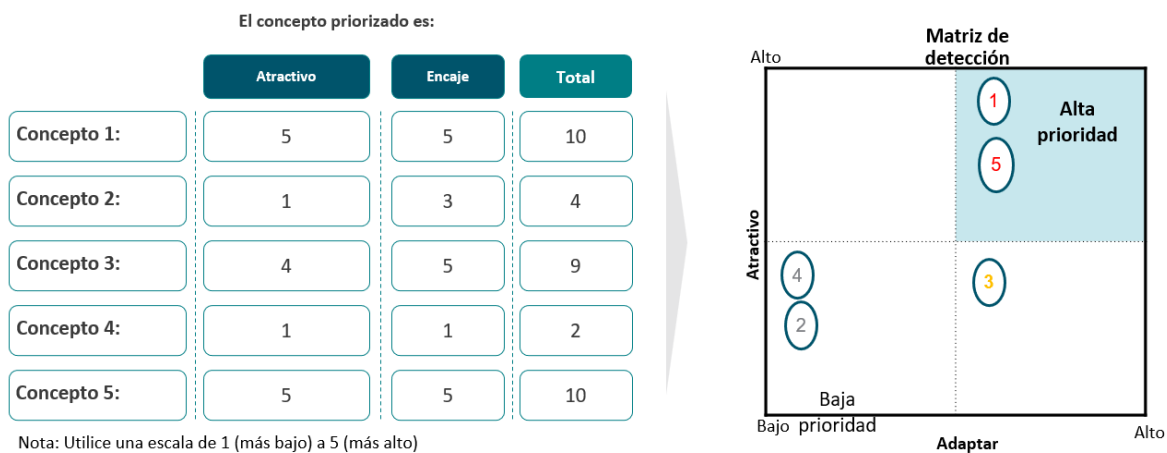 El concepto priorizado es:
Atractivo
Encaje
Total
Concepto 1:
5
5
10
Concepto 2:
1
3
4
Concepto 3:
4
5
9
Concepto 4:
1
1
2
Concepto 5:
5
5
10
Nota: Utilice una escala de 1 (más bajo) a 5 (más alto)
Matriz de
detección
Alto
1
Alta
prioridad
5
Atractivo
4
3
2
Baja
Bajo prioridad
Adaptar
Alto